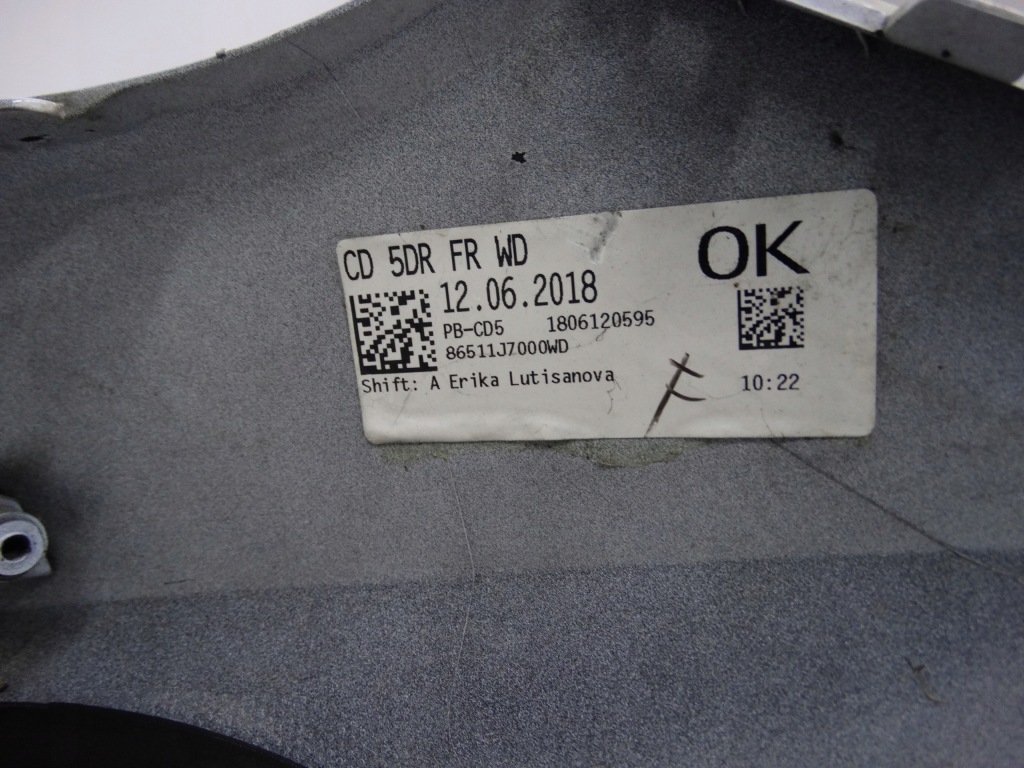 CD 5DR FR WD
OK
12.06.2018
PB-CD5 1806120595
86511J7000WD
Shift: A Erika Lutisanova
10:22